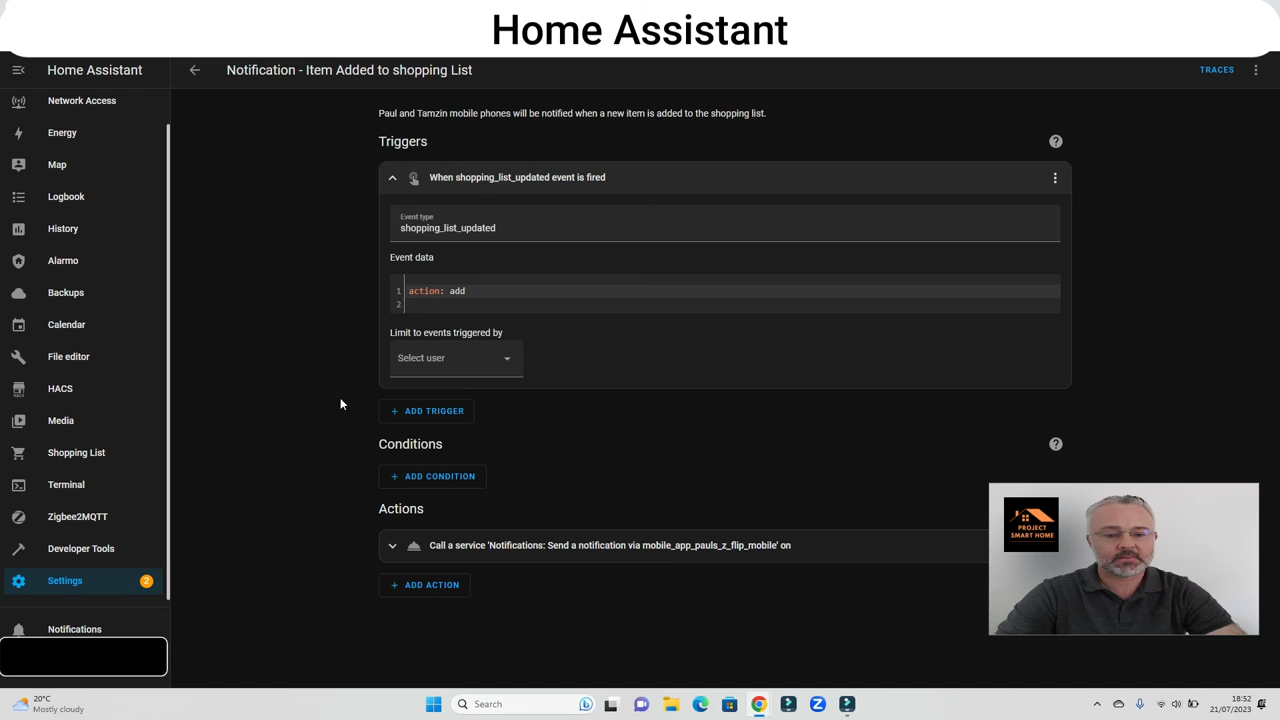 Home Assistant
Home Assistant
Notification - Item Added to shopping List
TRACES
Network Access
Energy
Map
Logbook
History
Alarmo
Backups
Calendar
File editor
HACS
Media
Shopping List
Terminal
Zigbee2MQTT
Developer Tools
Settings
2
Notifications
Paul and Tamzin mobile phones will be notified when a new item is added to the shopping list.
Triggers
When shopping_list_updated event is fired
Event type
shopping_list_updated
Event data
1 action: add
2
Limit to events triggered by
Select user
+ ADD TRIGGER
Conditions
+ ADD CONDITION
Actions
Call a service 'Notifications: Send a notification via mobile_app_pauls_z_flip_mobile' on
+ ADD ACTION
PROJECT
SMART HOME
20°C
Mostly cloudy
Search
18:52
21/07/2023